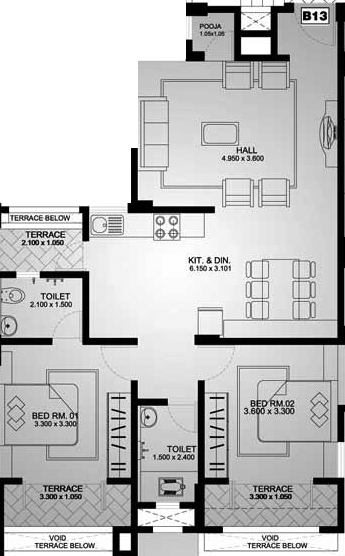 POOJA
1.05x1.05
B13
HALL
4.950 x 3.600
TERRACE BELOW
TERRACE
2.100 x 1.050
KIT. & DIN.
6.150 x 3.101
TOILET
2.100 x 1.500
BED RM. 01
3.300 x 3.300
BED RM.02
3.600 x 3.300
TOILET
1.500 x 2.400
TERRACE
3.300 x 1.050
TERRACE
3.300 x 1.050
VOID
TERRACE BELOW
VOID
TERRACE BELOW